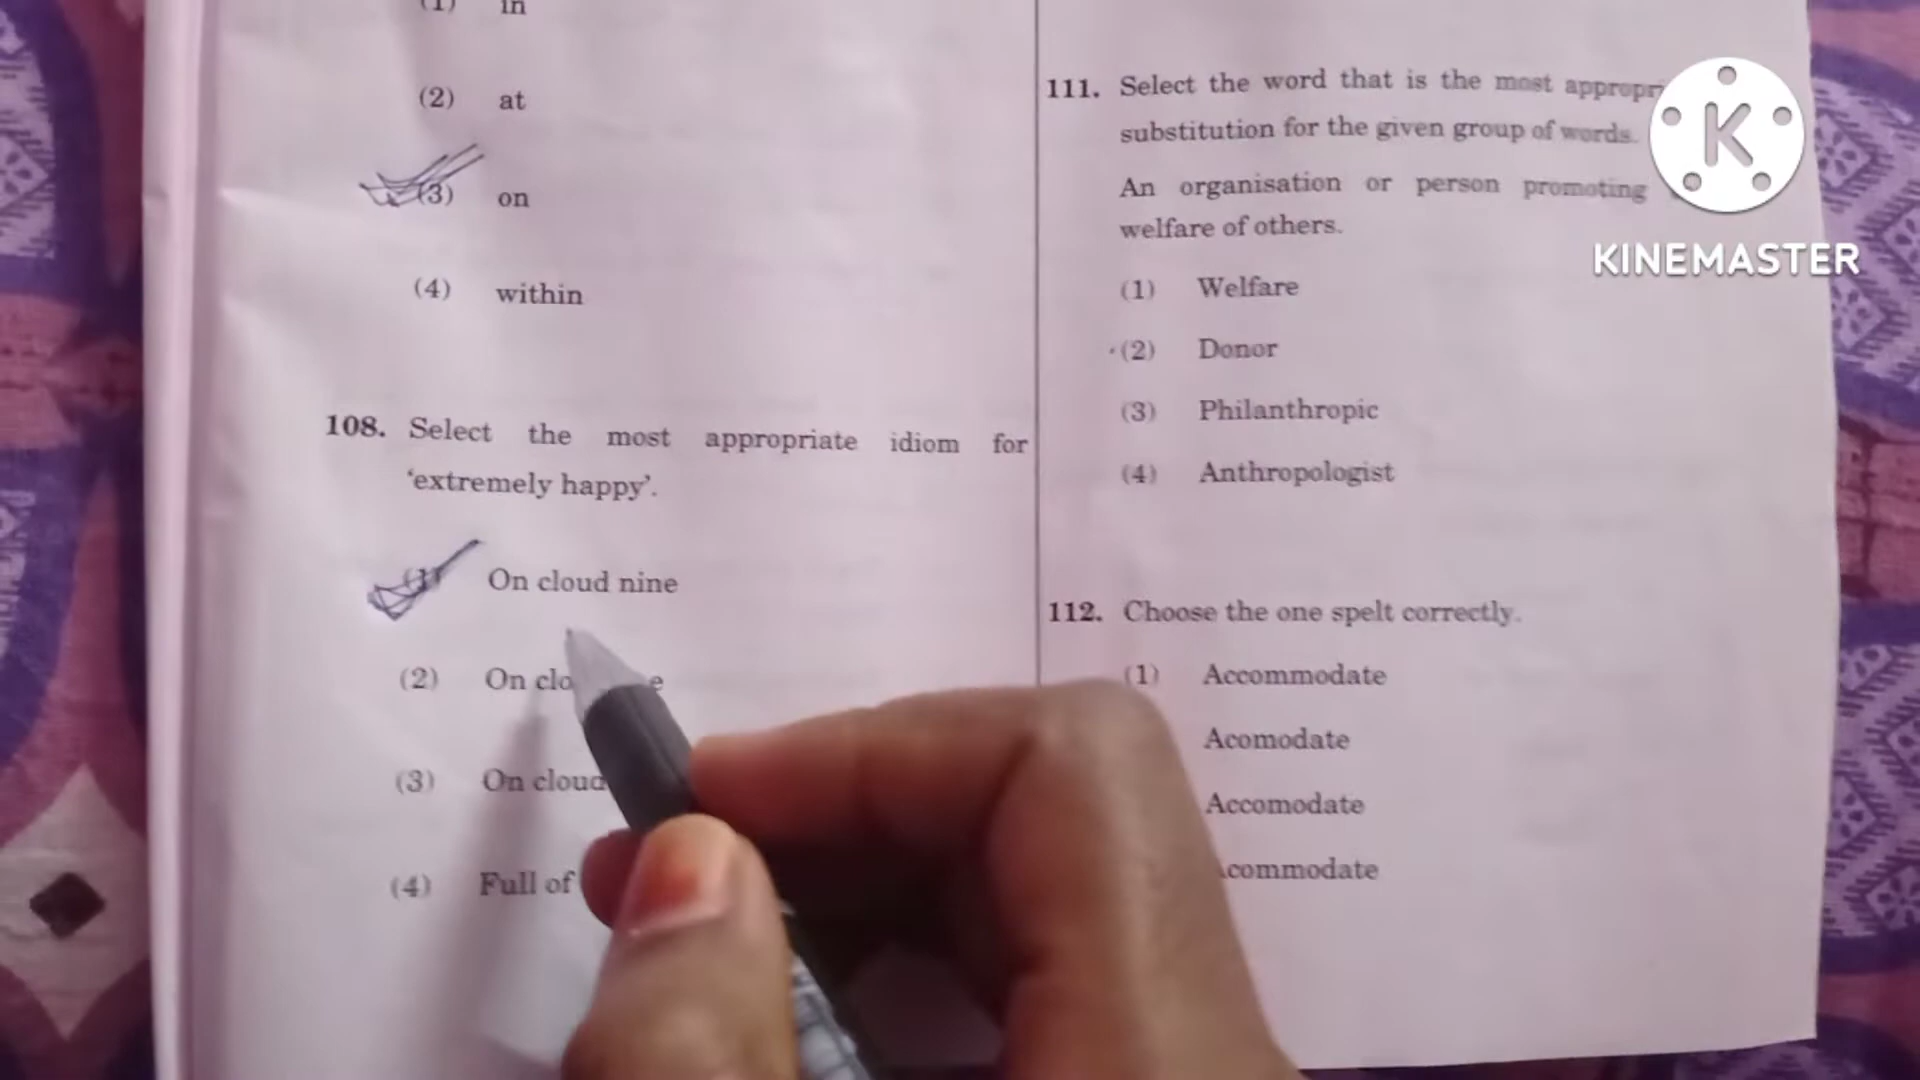 (1) in
(2) at
(3) on
(4) within
108. Select the most appropriate idiom for
‘extremely happy’.
(1) On cloud nine
(2) On
(3) On cloud
(4) Full of
111. Select the word that is the most
substitution for the given group of words.
An organisation or person promoting
welfare of others.
(1) Welfare
(2) Donor
(3) Philanthropic
(4) Anthropologist
112. Choose the one spelt correctly.
(1) Accommodate
Acomodate
Accomodate
K
KINEMASTER